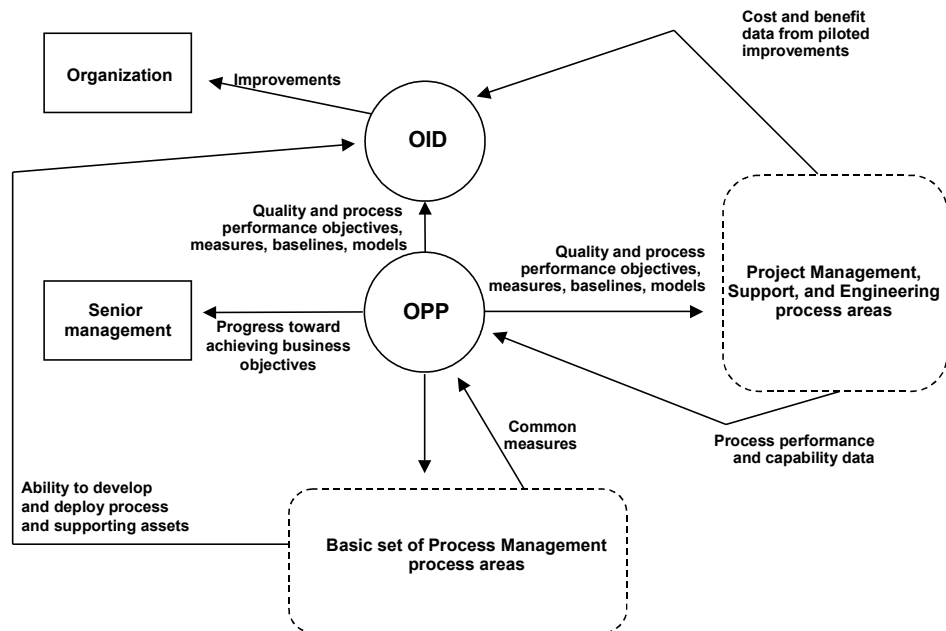 Cost and benefit
data from piloted
improvements
Organization
Improvements
OID
Quality and process
performance objectives,
measures, baselines, models
Quality and process
performance objectives,
measures, baselines, models
Project Management,
Support, and Engineering
process areas
Senior
management
OPP
Progress toward
achieving business
objectives
Common
measures
Process performance
and capability data
Ability to develop
and deploy process
and supporting assets
Basic set of Process Management
process areas